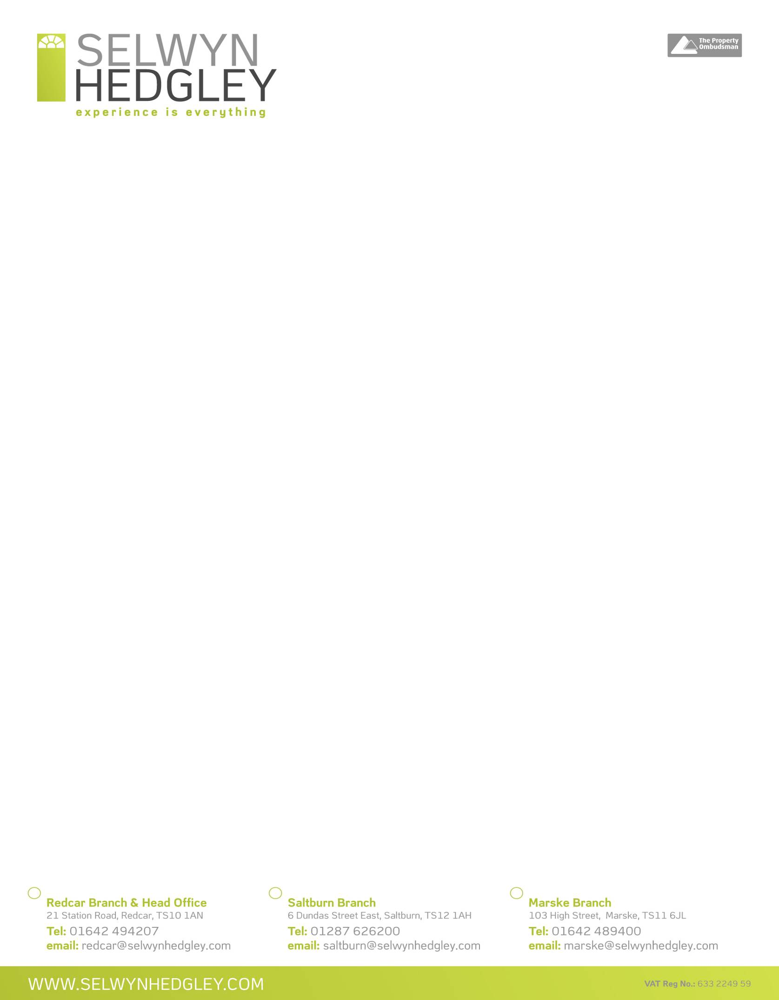 SELWYN
HEDGLEY
experience is everything
The Property
Ombudsman
Redcar Branch & Head Office
21 Station Road, Redcar, TS10 1AN
Tel: 01642 494207
email: redcar@selwynhedgley.com
Saltburn Branch
6 Dundas Street East, Saltburn, TS12 1AH
Tel: 01287 626200
email: saltburn@selwynhedgley.com
Marske Branch
103 High Street,  Marske, TS11 6JL
Tel: 01642 489400
email: marske@selwynhedgley.com
WWW.SELWYNHEDGLEY.COM
VAT Reg No.: 633 2249 59